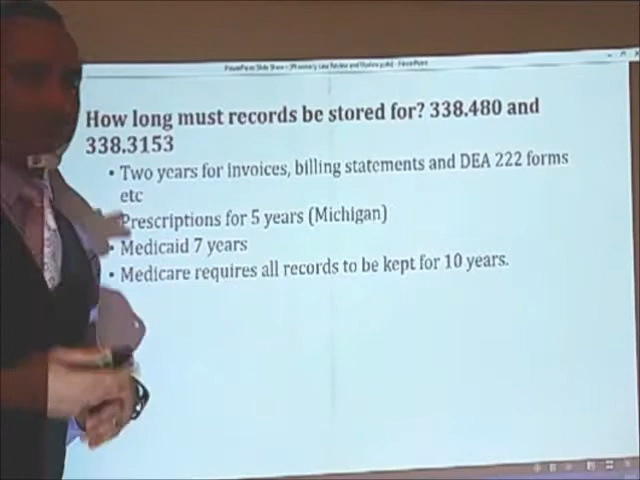 How long must records be stored for? 338.480 and
338.3153
• Two years for invoices, billing statements and DEA 222 forms
etc
Prescriptions for 5 years (Michigan)
• Medicaid 7 years
• Medicare requires all records to be kept for 10 years.